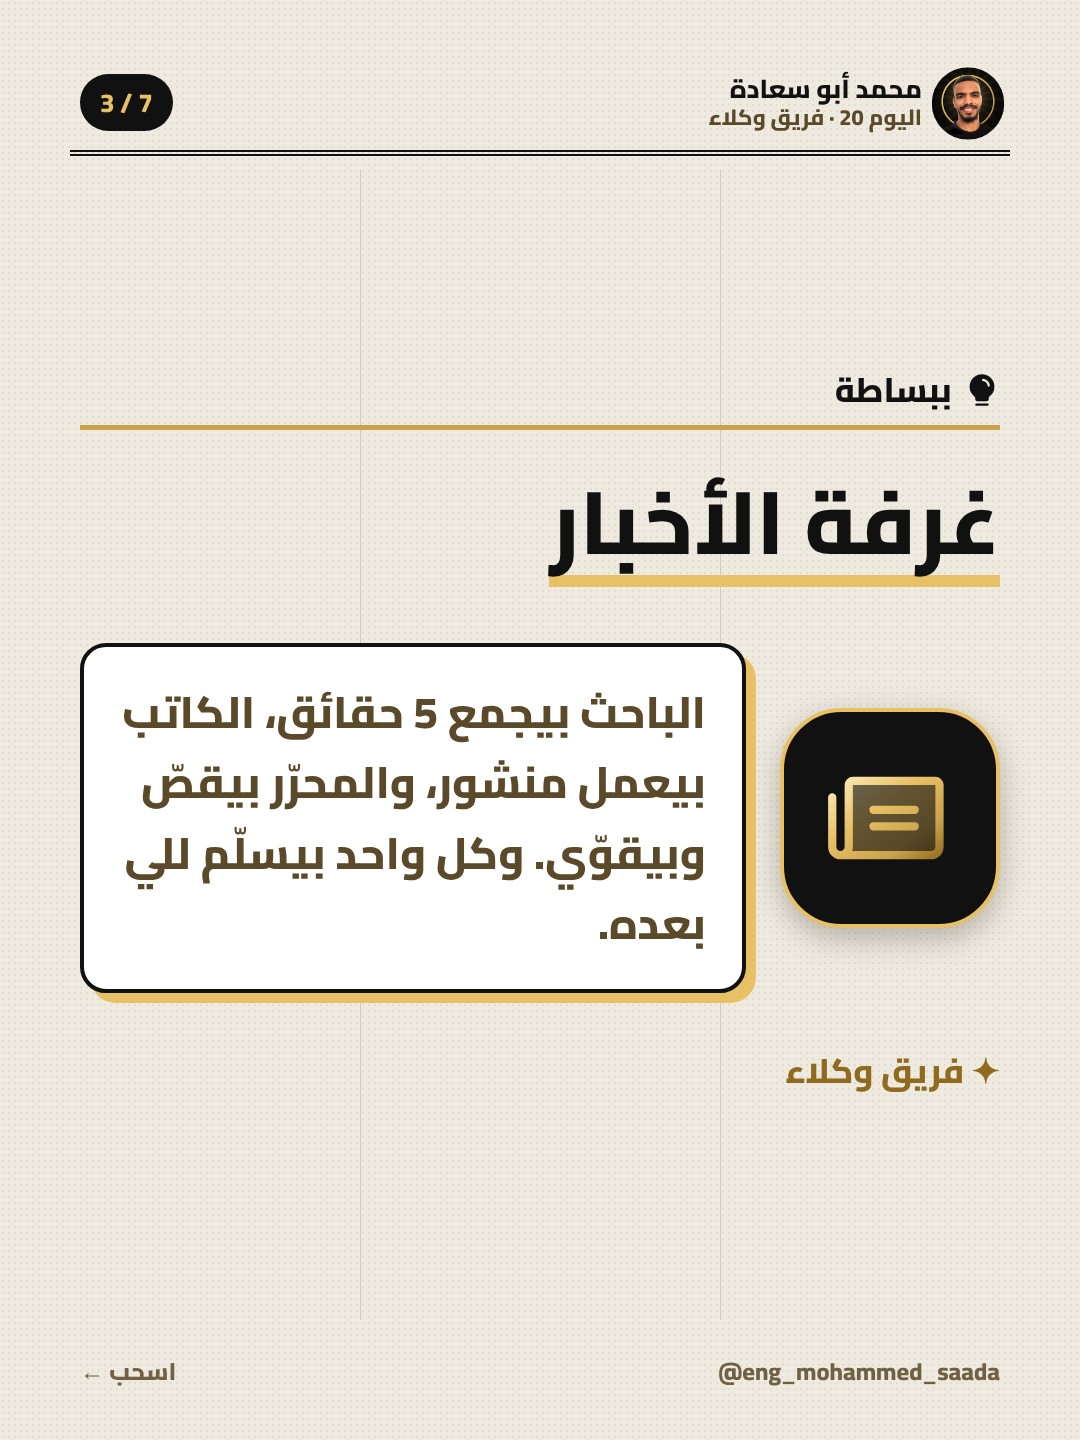 محمد أبو سعادة
اليوم 20 · فريق وكلاء
3 / 7
ببساطة
غرفة الأخبار
الباحث بيجمع 5 حقائق، الكاتب
بيعمل منشور، والمحرّر بيقصّ
وبيقوّي. وكل واحد بيسلّم للي
بعده.
✦ فريق وكلاء
@eng_mohammed_saada
اسحب ←